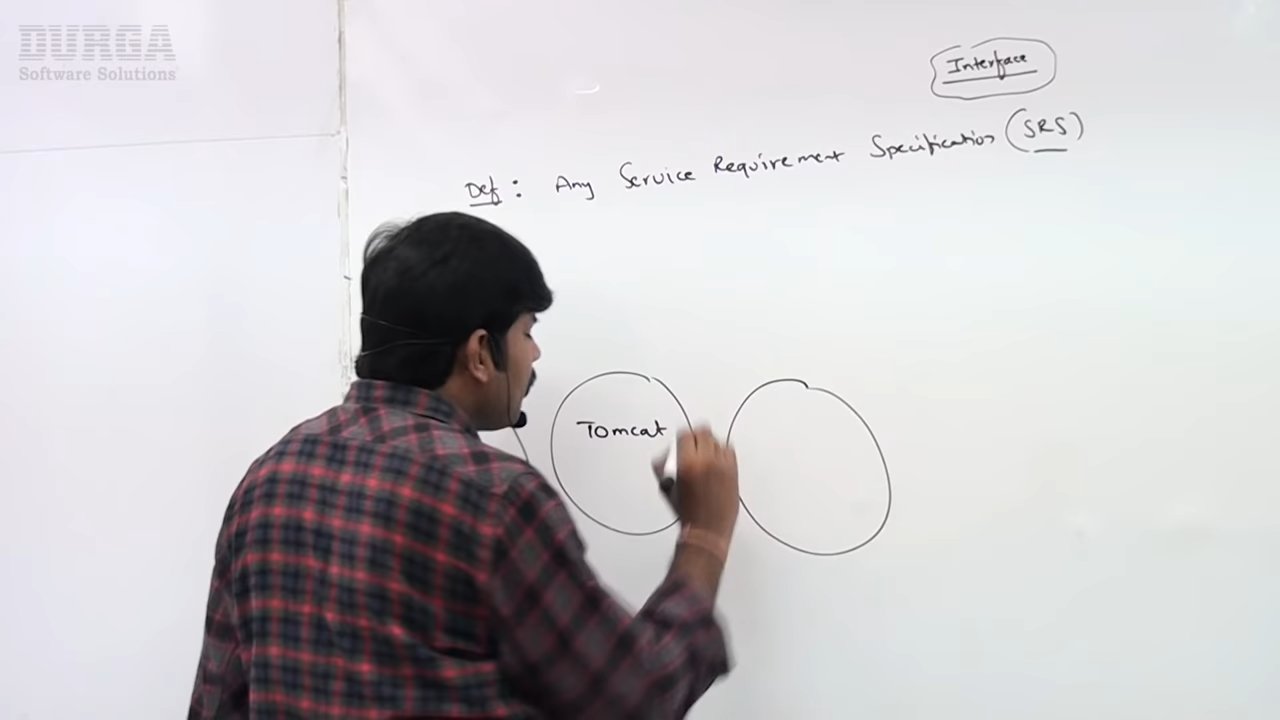 DURGA
Software Solutions
Interface
Def : Any Service Requirement Specification (SRS)
Tomcat